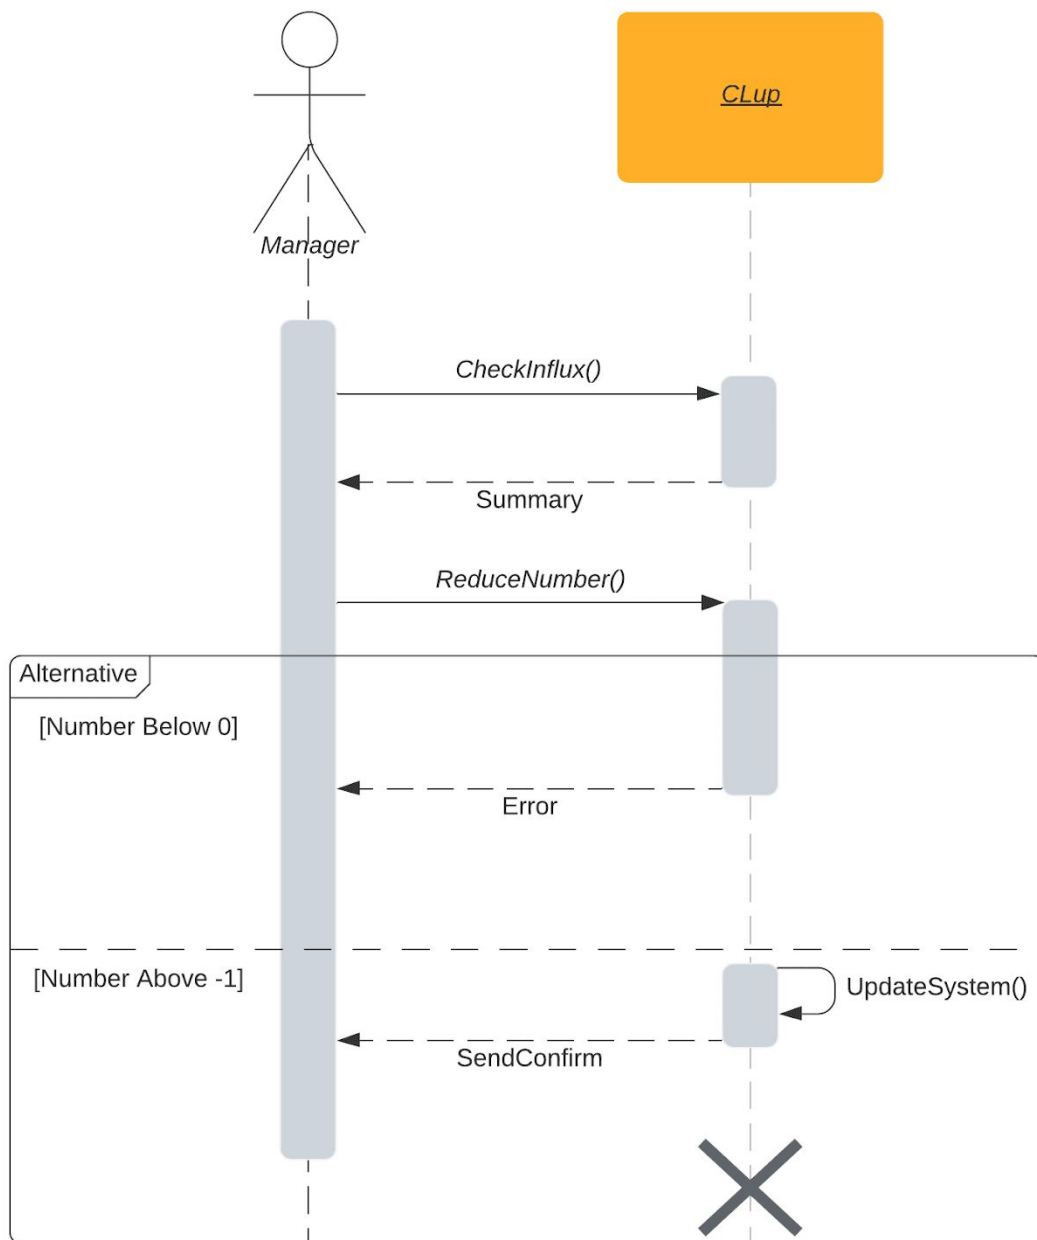 CLup
Manager
CheckInflux()
Summary
ReduceNumber()
Alternative
[Number Below 0]
Error
[Number Above -1]
UpdateSystem()
SendConfirm